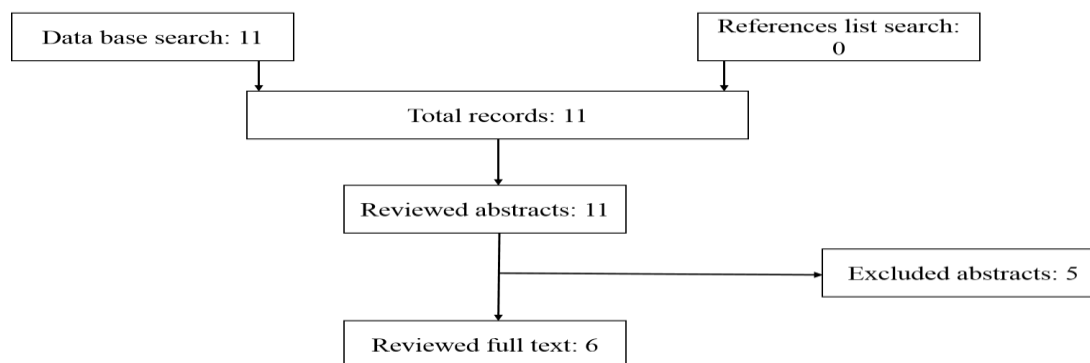 Data base search: 11
References list search:
0
Total records: 11
Reviewed abstracts: 11
Excluded abstracts: 5
Reviewed full text: 6